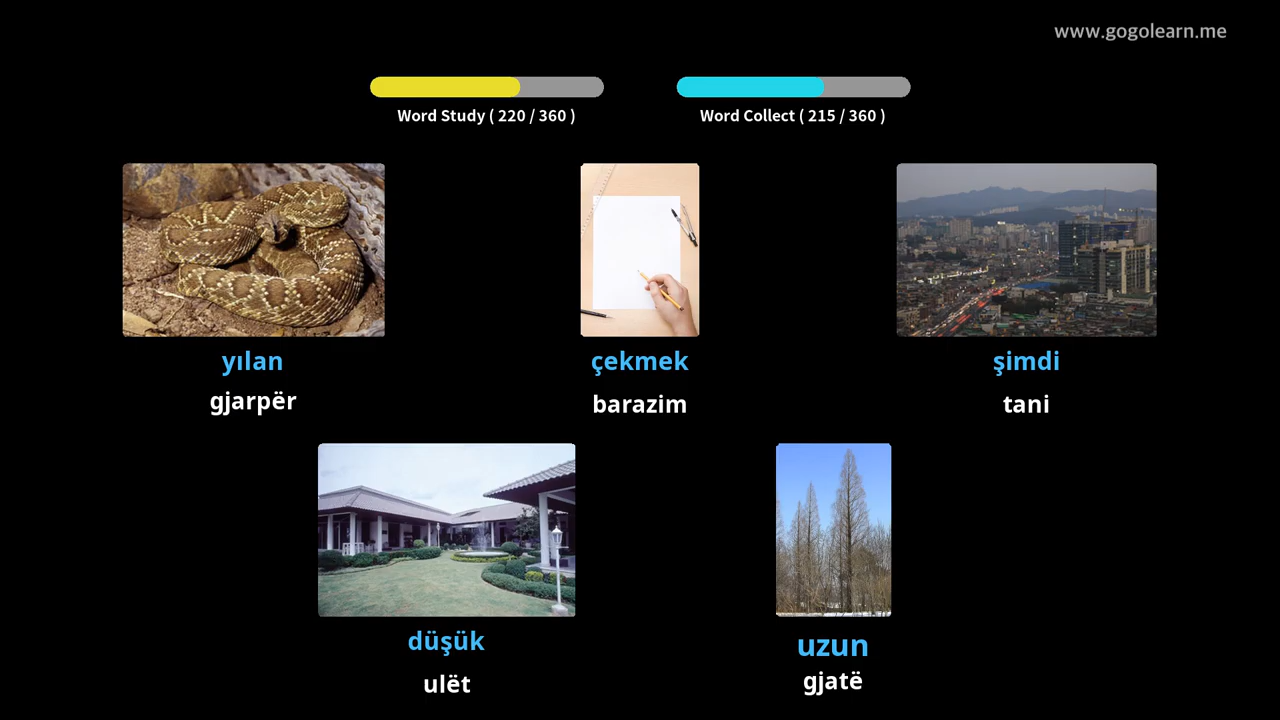 www.gogolearn.me
Word Study ( 220 / 360 )
Word Collect ( 215 / 360 )
yılan
çekmek
şimdi
gjarpër
barazim
tani
düşük
uzun
ulët
gjatë